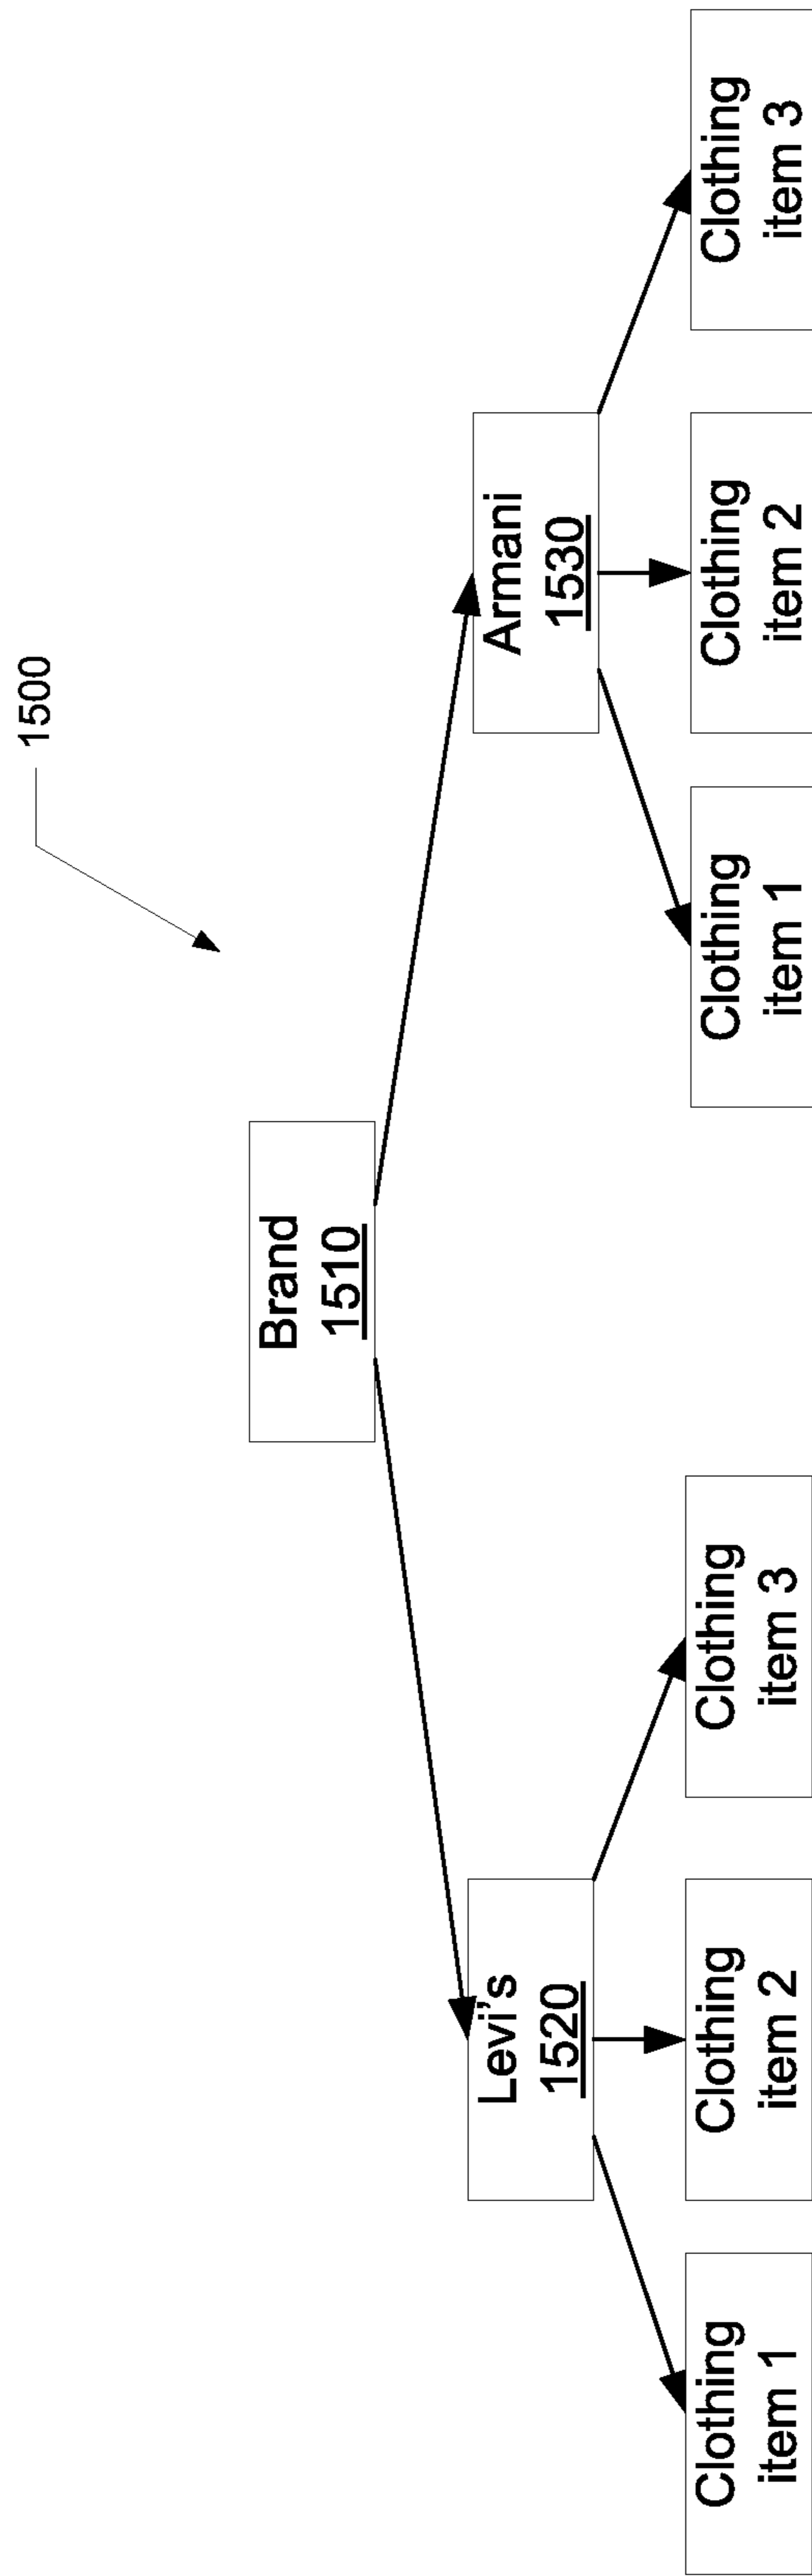 1500
Brand
1510
Levi's
1520
Armani
1530
Clothing
item 1
Clothing
item 2
Clothing
item 3
Clothing
item 1
Clothing
item 2
Clothing
item 3